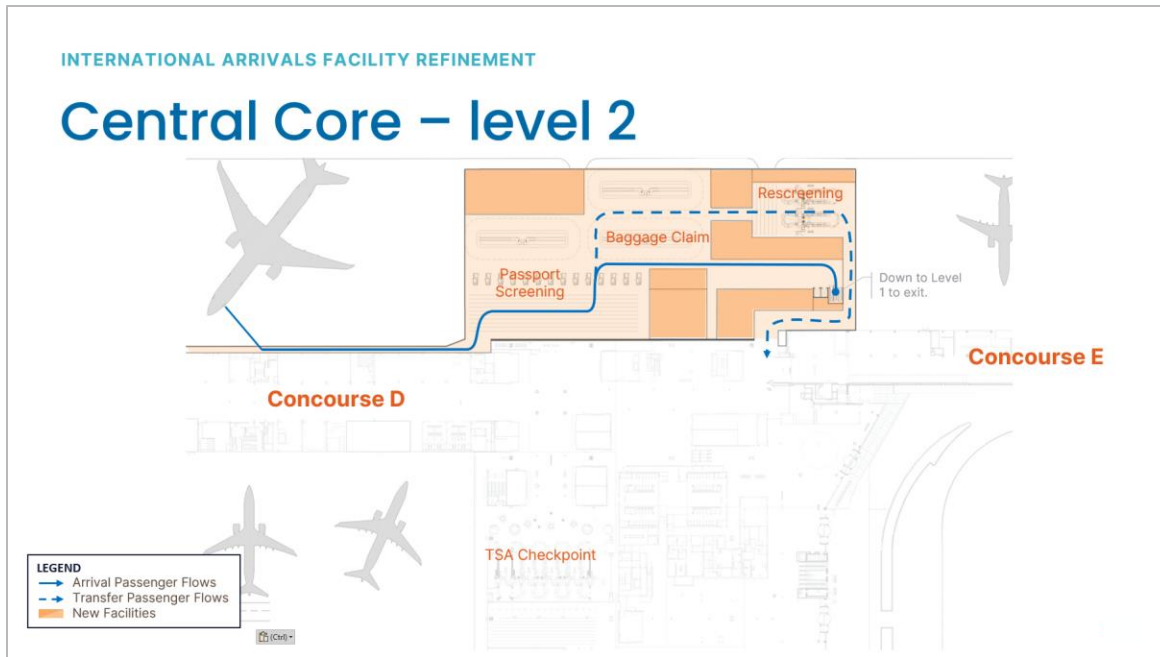 INTERNATIONAL ARRIVALS FACILITY REFINEMENT
Central Core – level 2
Rescreening
Baggage Claim
Passport
Screening
Down to Level
1 to exit.
Concourse E
Concourse D
TSA Checkpoint
LEGEND
Arrival Passenger Flows
Transfer Passenger Flows
New Facilities
(Ctrl)